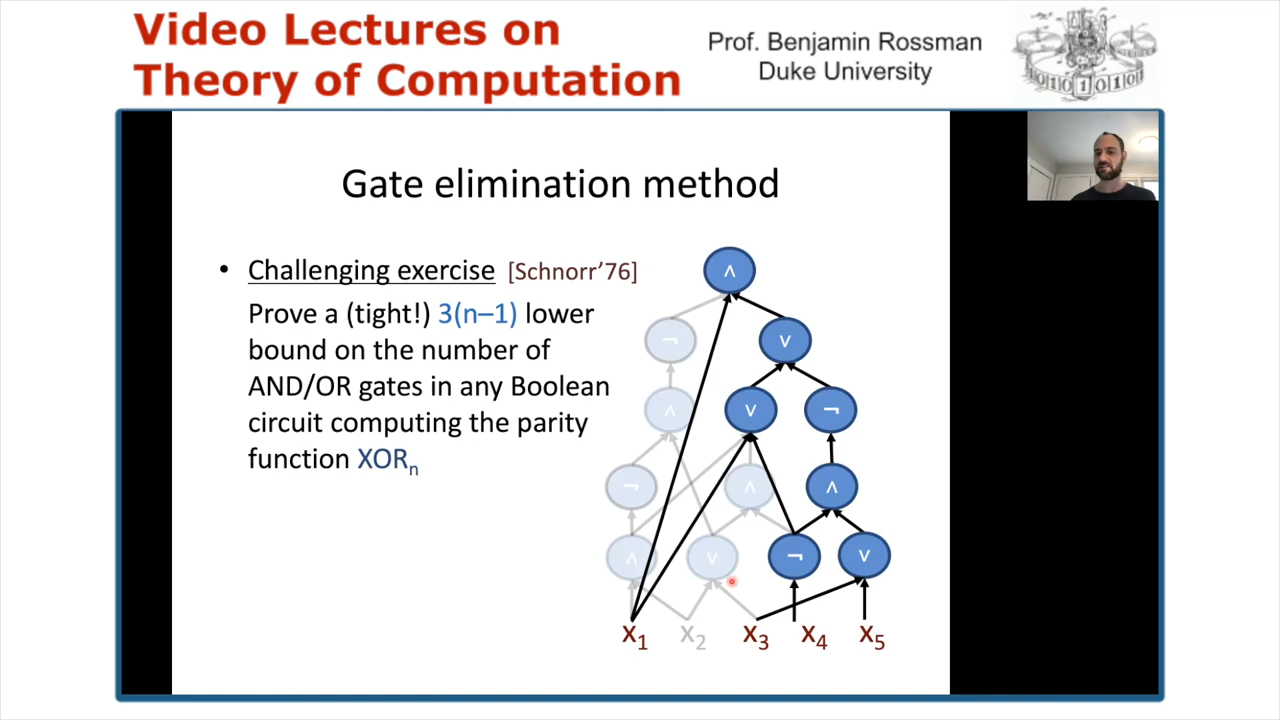 Video Lectures on
Theory of Computation
Prof. Benjamin Rossman
Duke University
Gate elimination method
• Challenging exercise [Schnorr’76]
Prove a (tight!) 3(n–1) lower
bound on the number of
AND/OR gates in any Boolean
circuit computing the parity
function XORₙ
∧
¬ ∨
∧ ∨ ¬
¬ ∧ ∧
∧ ∨ ¬ ∨
x₁ x₂ x₃ x₄ x₅